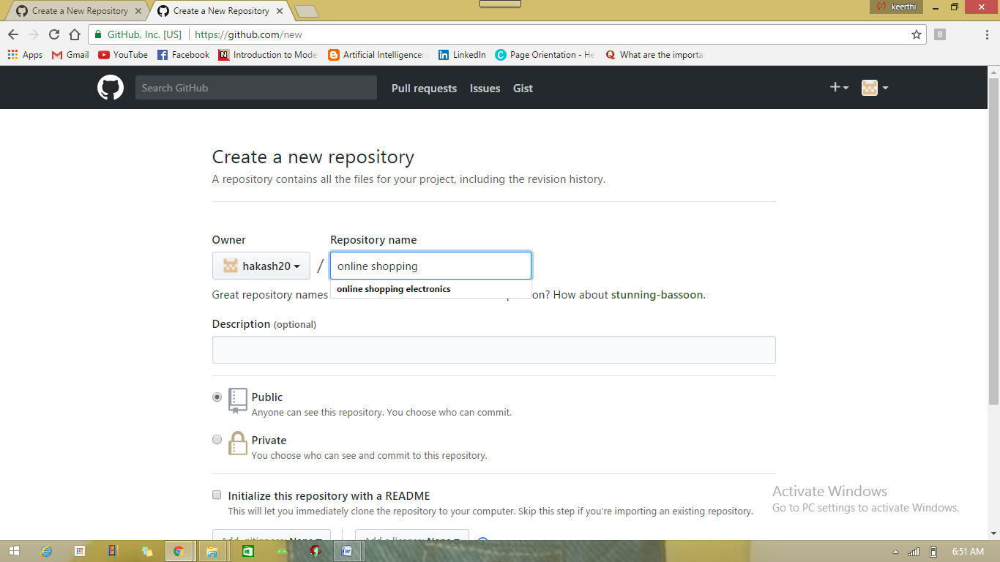 Create a New Repository
Create a New Repository
keerthi
GitHub, Inc. [US] https://github.com/new
B
Apps Gmail YouTube Facebook Introduction to Mode Artificial Intelligence: LinkedIn Page Orientation - He What are the importa
Search GitHub Pull requests Issues Gist
Create a new repository
A repository contains all the files for your project, including the revision history.
Owner Repository name
hakash20 / online shopping
online shopping electronics
Great repository names on? How about stunning-bassoon.
Description (optional)
Public
Anyone can see this repository. You choose who can commit.
Private
You choose who can see and commit to this repository.
Initialize this repository with a README
This will let you immediately clone the repository to your computer. Skip this step if you're importing an existing repository.
Activate Windows
Go to PC settings to activate Windows.
Add .gitignore: None Add a license: None
6:51 AM